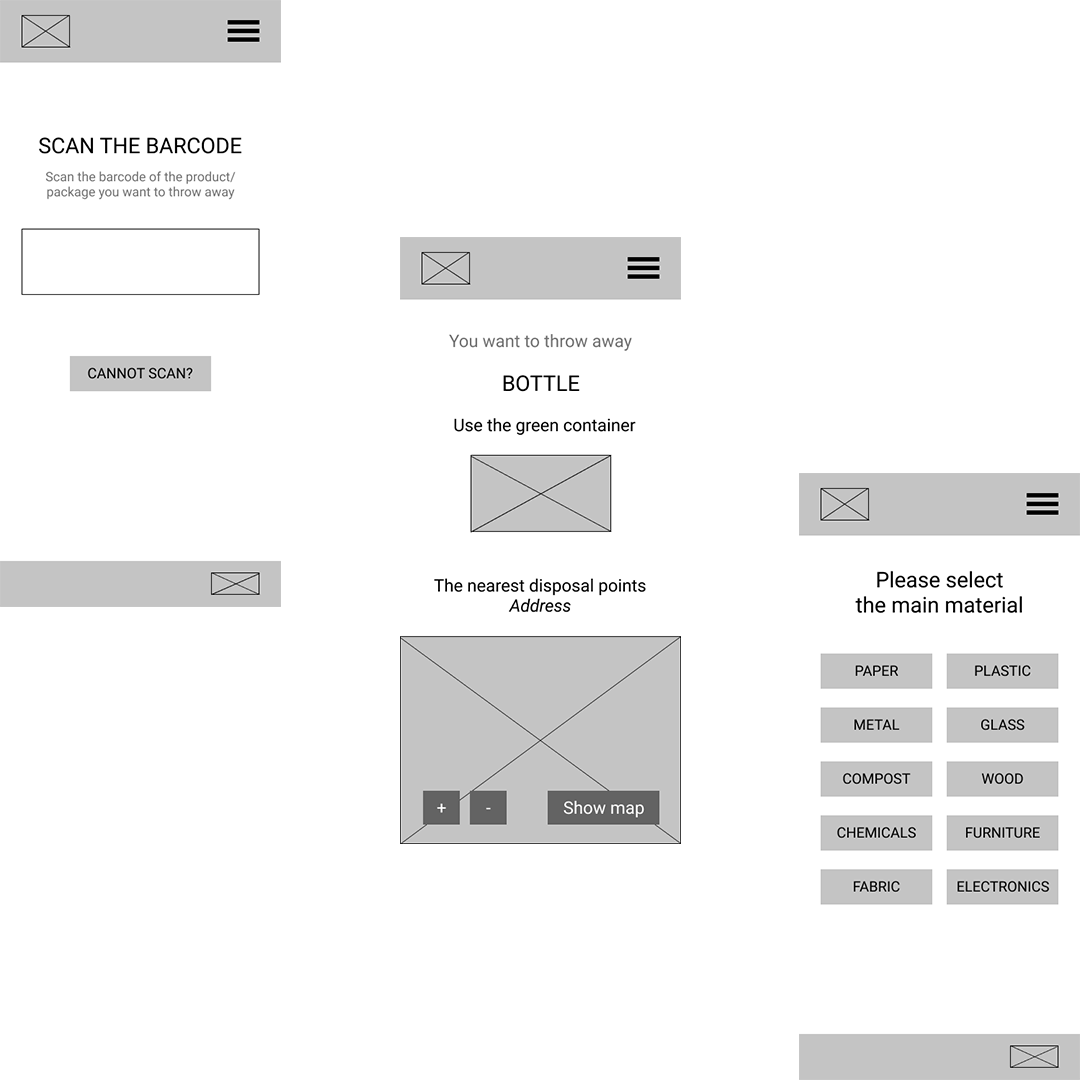 SCAN THE BARCODE
Scan the barcode of the product/
package you want to throw away
CANNOT SCAN?
You want to throw away
BOTTLE
Use the green container
The nearest disposal points
Address
+
-
Show map
Please select
the main material
PAPER
PLASTIC
METAL
GLASS
COMPOST
WOOD
CHEMICALS
FURNITURE
FABRIC
ELECTRONICS